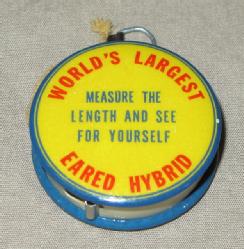 WORLD'S LARGEST
MEASURE THE
LENGTH AND SEE
FOR YOURSELF
EARED HYBRID